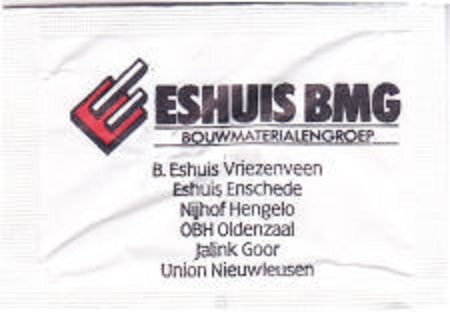 ESHUIS BMG
BOUWMATERIALENGROEP
B. Eshuis Vriezenveen
Eshuis Enschede
Nijhof Hengelo
OBH Oldenzaal
Jalink Goor
Union Nieuwleusen